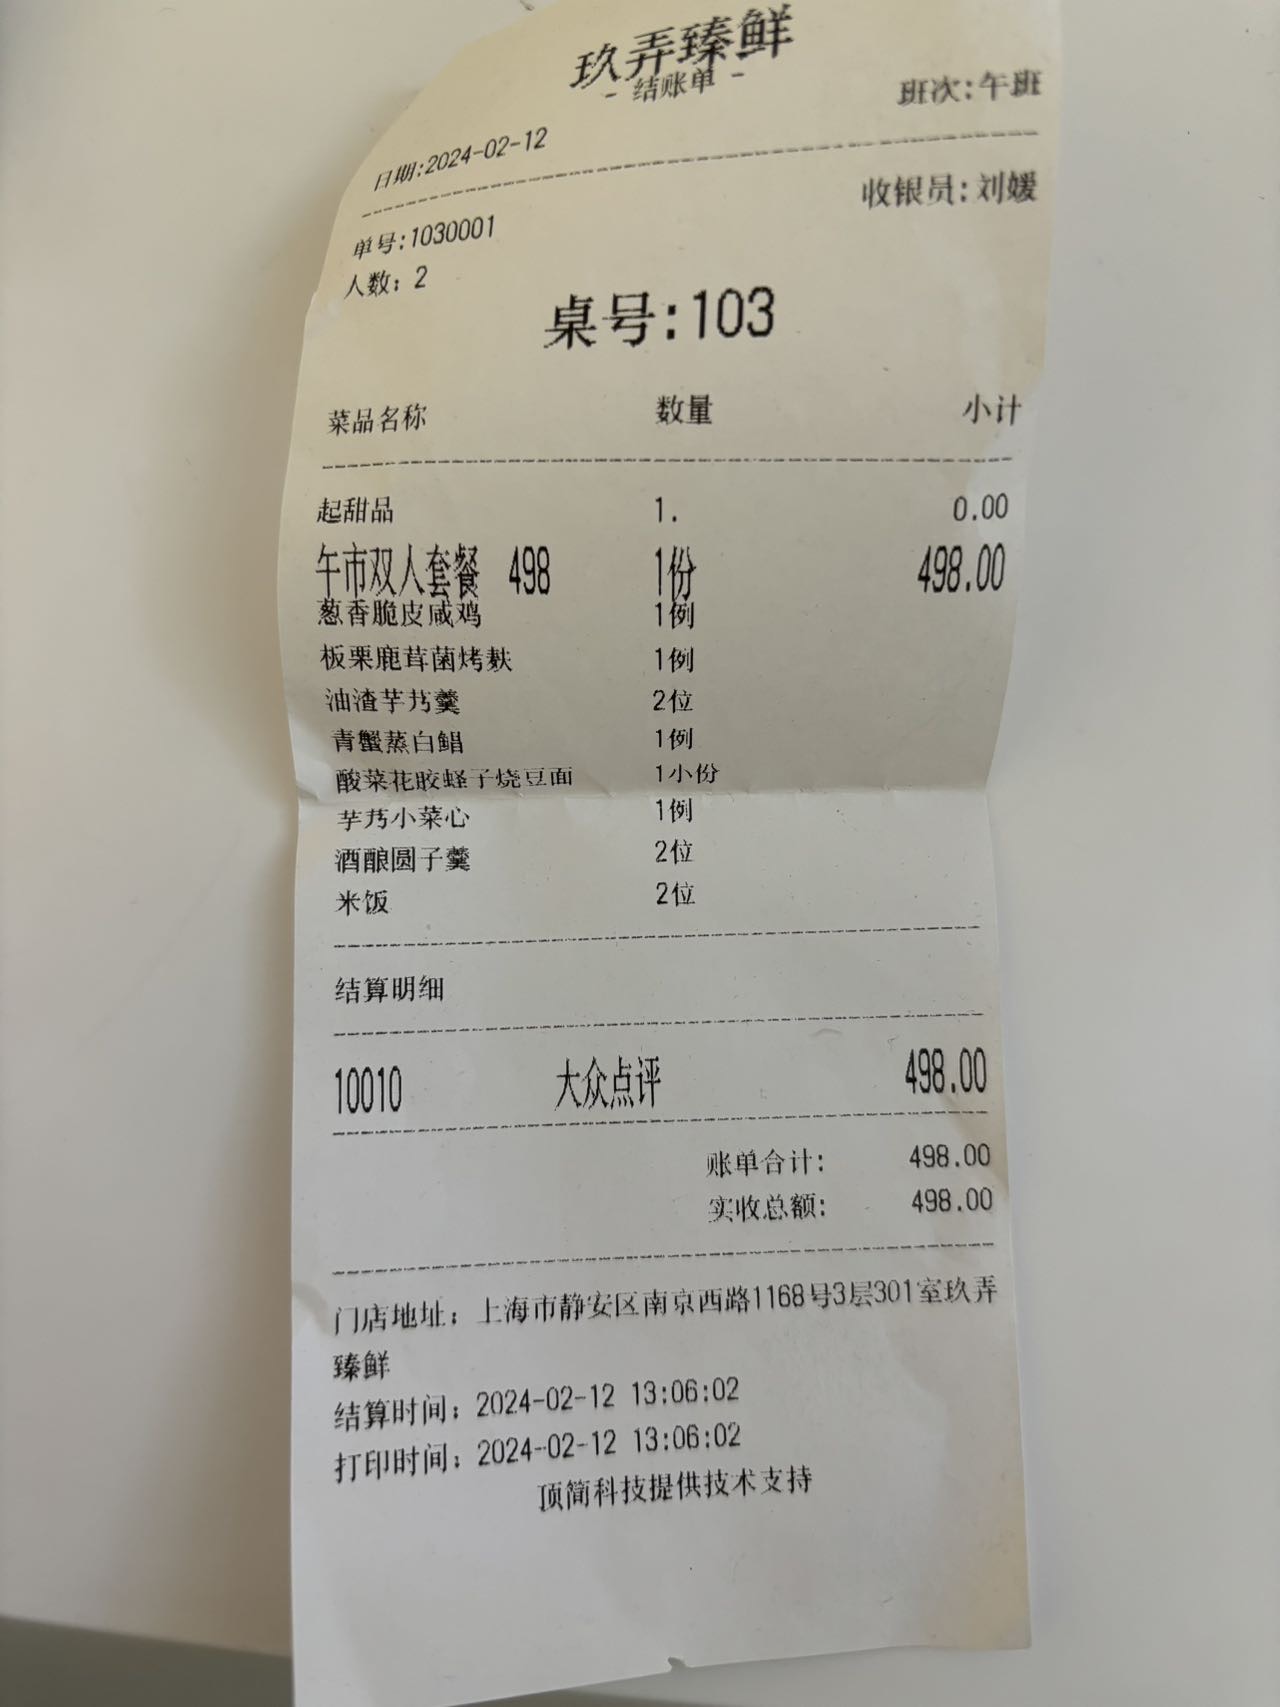 玖弄臻鲜
- 结账单 -
班次:午班
日期:2024-02-12
收银员:刘媛
单号:1030001
人数: 2
桌号:103
菜品名称 数量 小计
起甜品 1. 0.00
午市双人套餐 498 1份 498.00
葱香脆皮咸鸡 1例
板栗鹿茸菌烤麸 1例
油渣芋艿羹 2位
青蟹蒸白鲳 1例
酸菜花胶蛏子烧豆面 1小份
芋艿小菜心 1例
酒酿圆子羹 2位
米饭 2位
结算明细
10010 大众点评 498.00
账单合计: 498.00
实收总额: 498.00
门店地址: 上海市静安区南京西路1168号3层301室玖弄
臻鲜
结算时间: 2024-02-12 13:06:02
打印时间: 2024-02-12 13:06:02
顶简科技提供技术支持